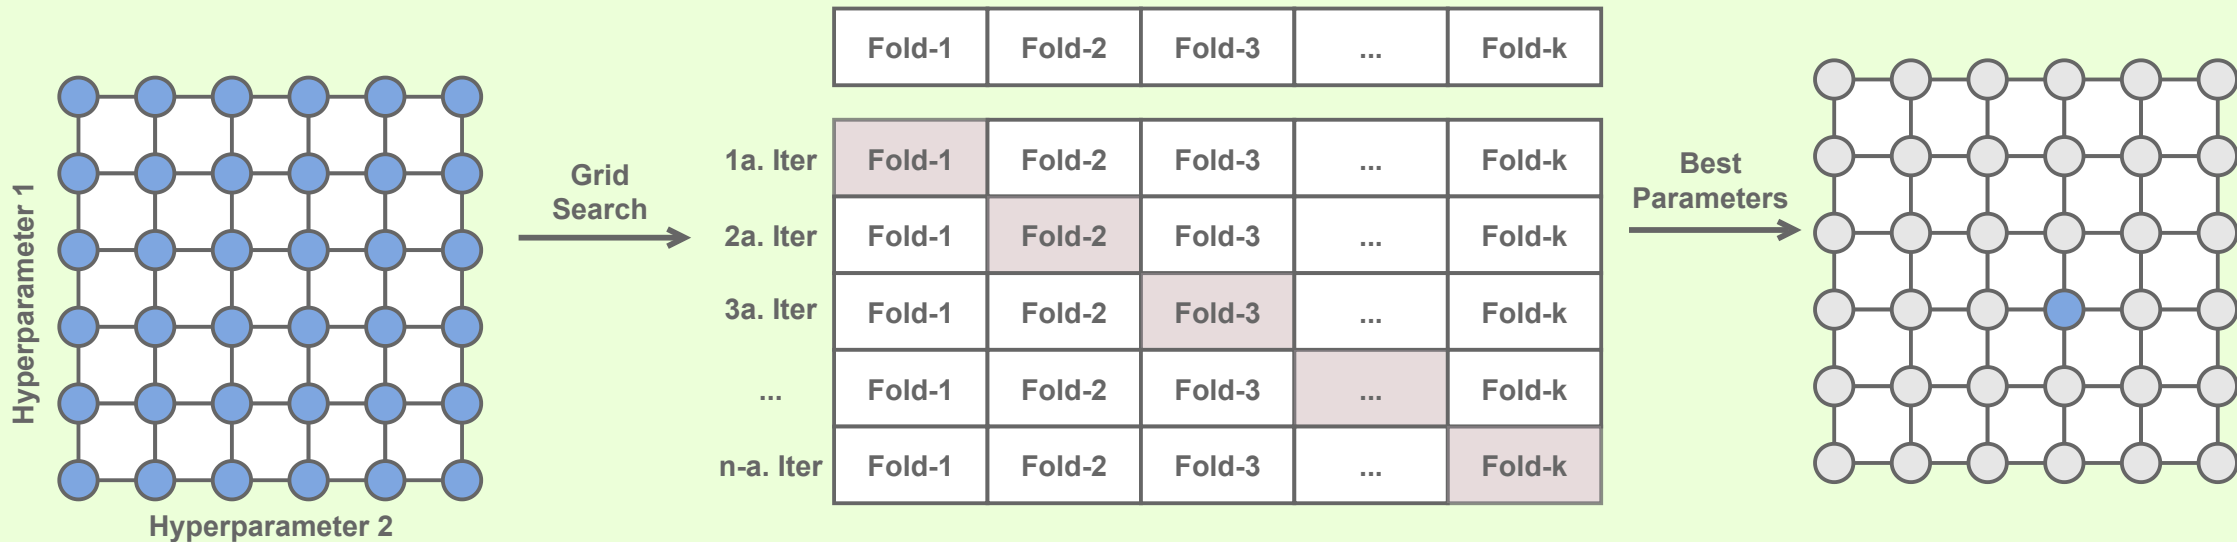 Hyperparameter 1
Hyperparameter 2
Grid
Search
Fold-1 Fold-2 Fold-3 ... Fold-k
1a. Iter Fold-1 Fold-2 Fold-3 ... Fold-k
2a. Iter Fold-1 Fold-2 Fold-3 ... Fold-k
3a. Iter Fold-1 Fold-2 Fold-3 ... Fold-k
... Fold-1 Fold-2 Fold-3 ... Fold-k
n-a. Iter Fold-1 Fold-2 Fold-3 ... Fold-k
Best
Parameters